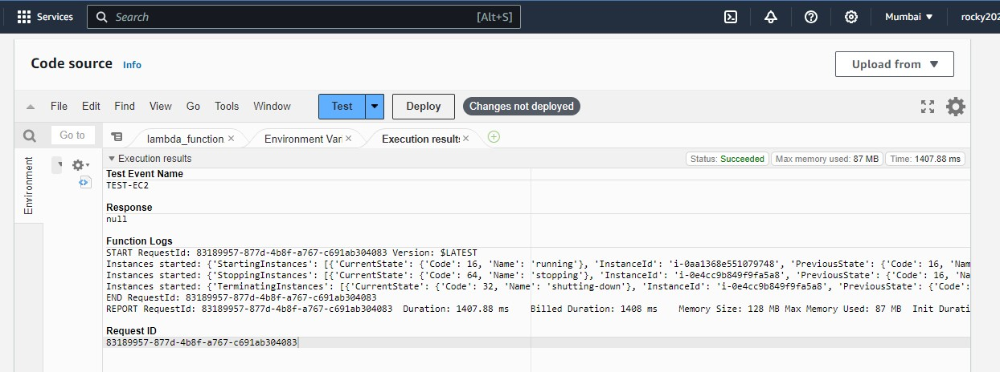 Services Search [Alt+S] Mumbai rocky202
Code source Info Upload from
File Edit Find View Go Tools Window Test Deploy Changes not deployed
Go to lambda_function Environment Vari Execution results
Environment
Execution results Status: Succeeded Max memory used: 87 MB Time: 1407.88 ms
Test Event Name
TEST-EC2
Response
null
Function Logs
START RequestId: 83189957-877d-4b8f-a767-c691ab304083 Version: $LATEST
Instances started: {'StartingInstances': [{'CurrentState': {'Code': 16, 'Name': 'running'}, 'InstanceId': 'i-0aa1368e551079748', 'PreviousState': {'Code': 16, 'Nam
Instances started: {'StoppingInstances': [{'CurrentState': {'Code': 64, 'Name': 'stopping'}, 'InstanceId': 'i-0e4cc9b849f9fa5a8', 'PreviousState': {'Code': 16, 'Na
Instances started: {'TerminatingInstances': [{'CurrentState': {'Code': 32, 'Name': 'shutting-down'}, 'InstanceId': 'i-0e4cc9b849f9fa5a8', 'PreviousState': {'Code':
END RequestId: 83189957-877d-4b8f-a767-c691ab304083
REPORT RequestId: 83189957-877d-4b8f-a767-c691ab304083 Duration: 1407.88 ms Billed Duration: 1408 ms Memory Size: 128 MB Max Memory Used: 87 MB Init Durati
Request ID
83189957-877d-4b8f-a767-c691ab304083